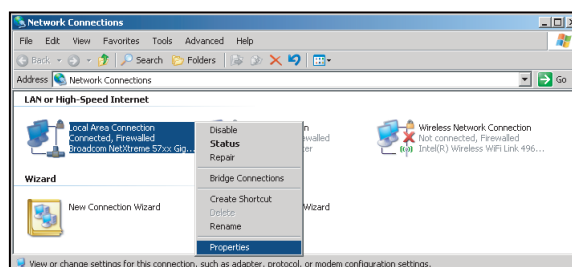 Network Connections
File Edit View Favorites Tools Advanced Help
Back Search Folders
Address Network Connections Go
LAN or High-Speed Internet
Local Area Connection
Connected, Firewalled
Broadcom NetXtreme 57xx Gig...
Disable
Status
Repair
Bridge Connections
Create Shortcut
Delete
Rename
Properties
Wireless Network Connection
Not connected, Firewalled
Intel(R) Wireless WiFi Link 496...
Wizard
New Connection Wizard
Wizard
View or change settings for this connection, such as adapter, protocol, or modem configuration settings.